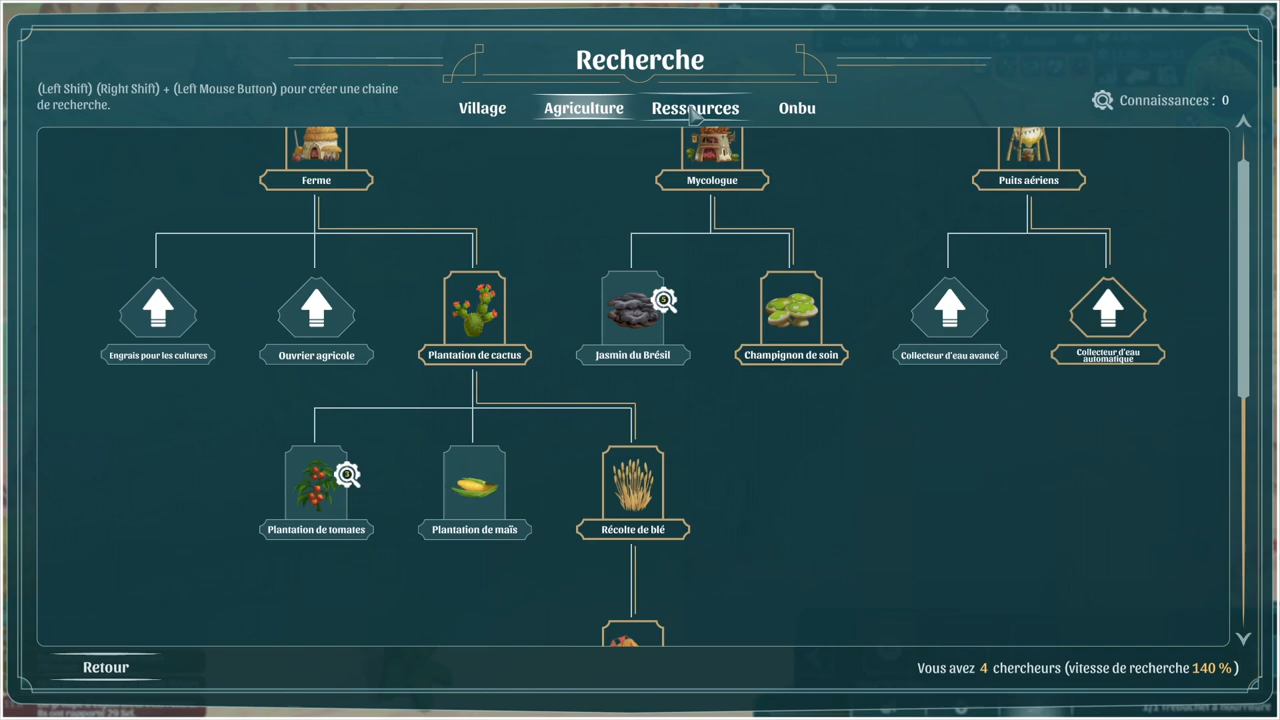 Recherche
(Left Shift) (Right Shift) + (Left Mouse Button) pour créer une chaine
de recherche.
Village
Agriculture
Ressources
Onbu
Connaissances : 0
Ferme
Mycologue
Puits aériens
5
Engrais pour les cultures
Ouvrier agricole
Plantation de cactus
Jasmin du Brésil
Champignon de soin
Collecteur d'eau avancé
Collecteur d'eau
automatique
Plantation de tomates
Plantation de maïs
Récolte de blé
Retour
Vous avez 4 chercheurs (vitesse de recherche 140 %)